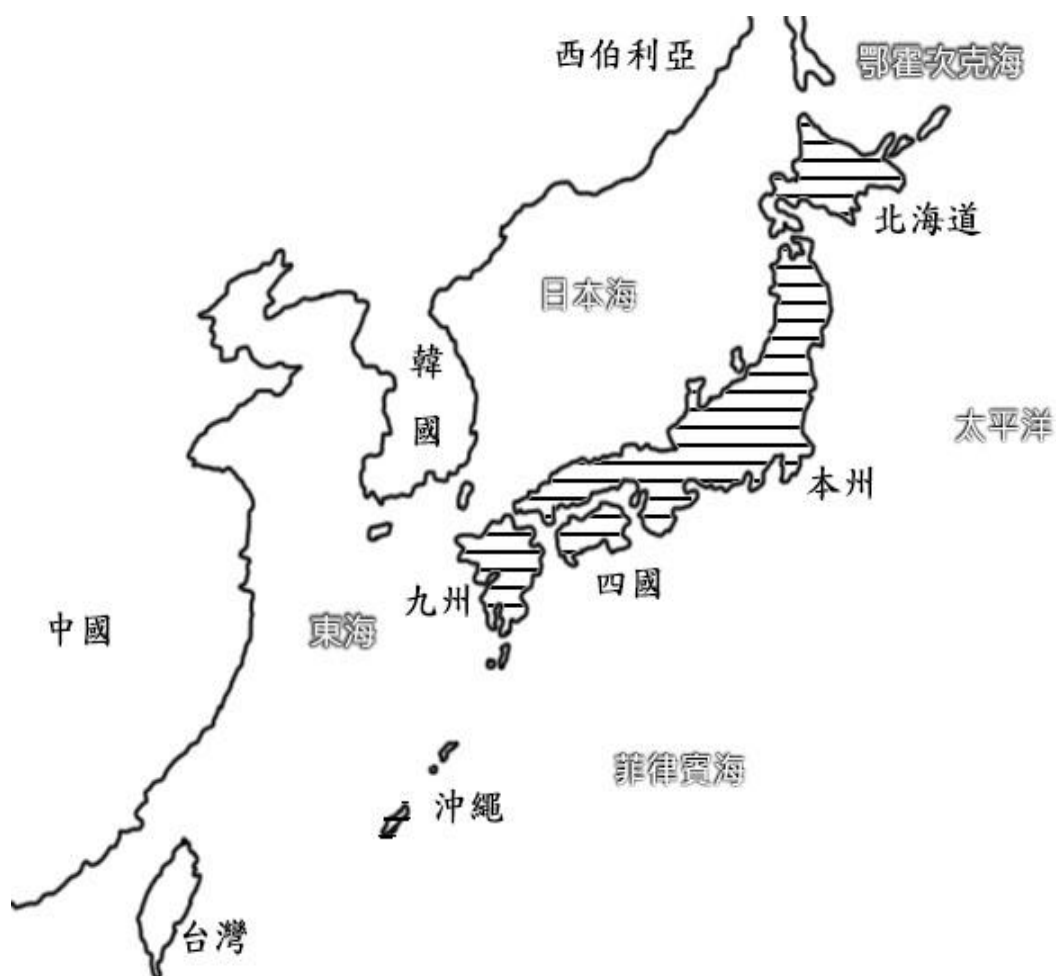 西伯利亞
鄂霍次克海
北海道
日本海
韓
國
太平洋
本州
四國
九州
中國
東海
菲律賓海
沖繩
台灣